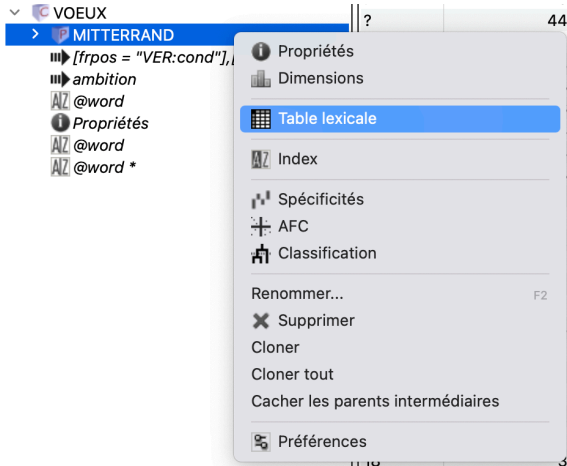 VOEUX
MITTERRAND
[frpos = "VER:cond"],[
ambition
@word
Propriétés
@word
@word *
? 44
Propriétés
Dimensions
Table lexicale
Index
Spécificités
AFC
Classification
Renommer... F2
Supprimer
Cloner
Cloner tout
Cacher les parents intermédiaires
Préférences